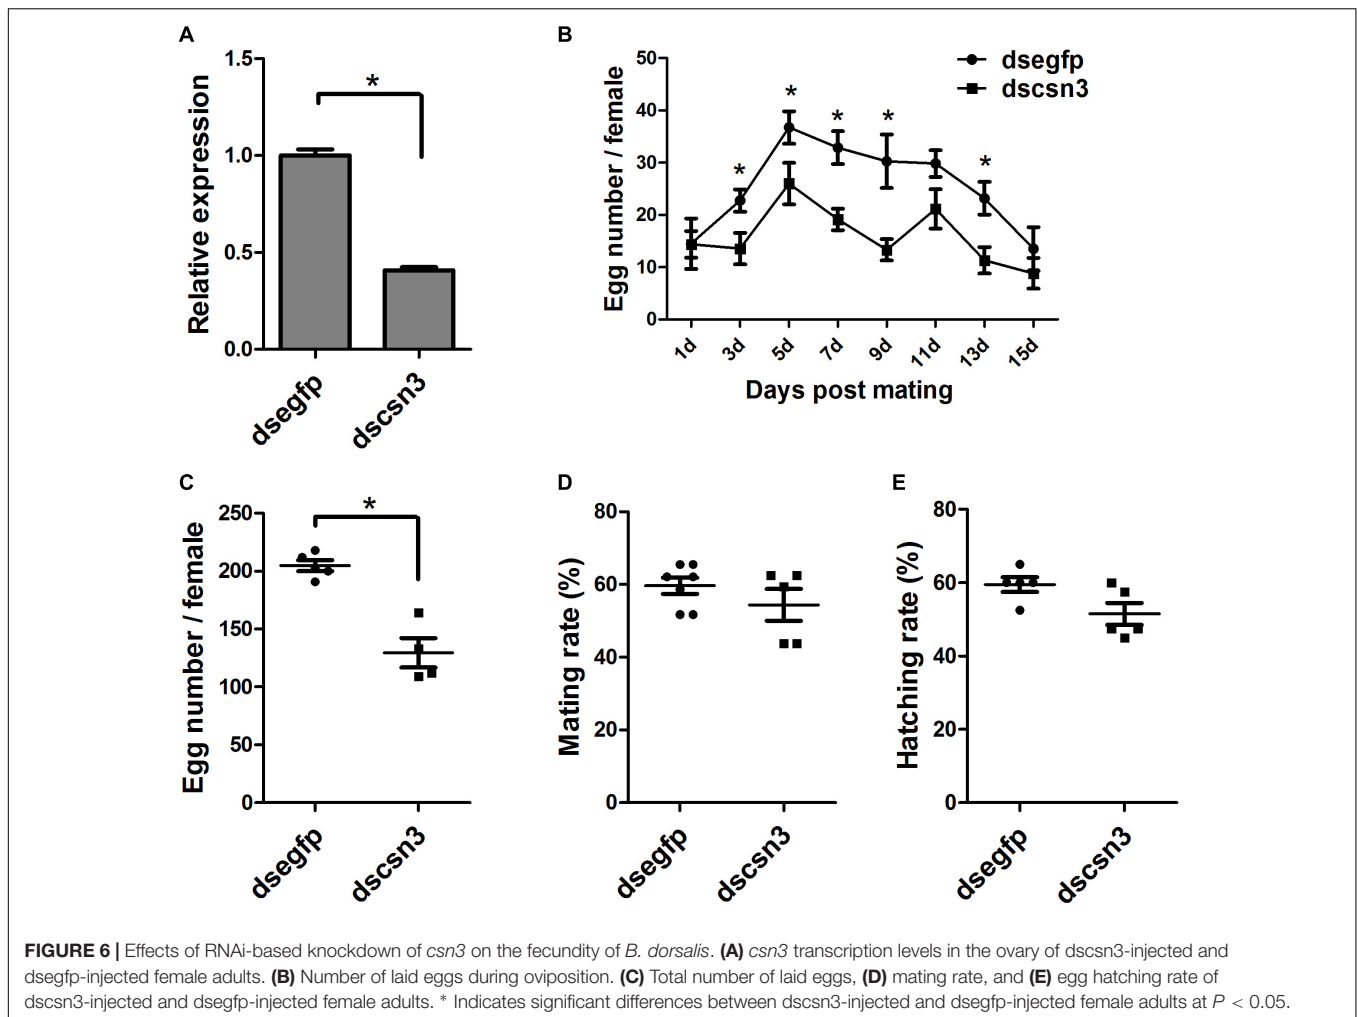 A
1.5
1.0
0.5
0.0
Relative expression
*
dsegfp
dscsn3
B
50
40
30
20
10
0
Egg number / female
* * * * *
dsegfp
dscsn3
1d 3d 5d 7d 9d 11d 13d 15d
Days post mating
C
250
200
150
100
50
0
Egg number / female
*
dsegfp
dscsn3
D
80
60
40
20
0
Mating rate (%)
dsegfp
dscsn3
E
80
60
40
20
0
Hatching rate (%)
dsegfp
dscsn3
FIGURE 6 | Effects of RNAi-based knockdown of csn3 on the fecundity of B. dorsalis. (A) csn3 transcription levels in the ovary of dscsn3-injected and
dsegfp-injected female adults. (B) Number of laid eggs during oviposition. (C) Total number of laid eggs, (D) mating rate, and (E) egg hatching rate of
dscsn3-injected and dsegfp-injected female adults. * Indicates significant differences between dscsn3-injected and dsegfp-injected female adults at P < 0.05.